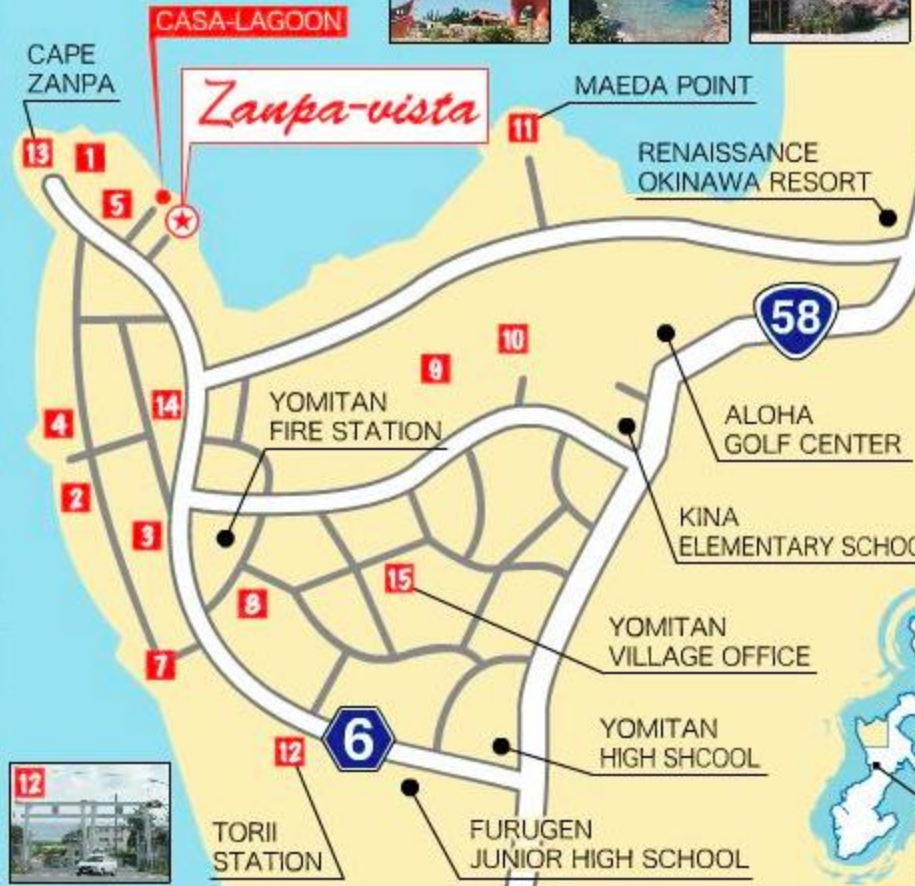 CASA-LAGOON
CAPE
ZANPA
Zanpa-vista
MAEDA POINT
11
13
1
RENAISSANCE
OKINAWA RESORT
5
58
10
9
14
4
YOMITAN
FIRE STATION
ALOHA
GOLF CENTER
2
3
KINA
ELEMENTARY SCHOO
15
8
YOMITAN
VILLAGE OFFICE
7
6
12
YOMITAN
HIGH SHCOOL
12
TORII
STATION
FURUGEN
JUNIOR HIGH SCHOOL